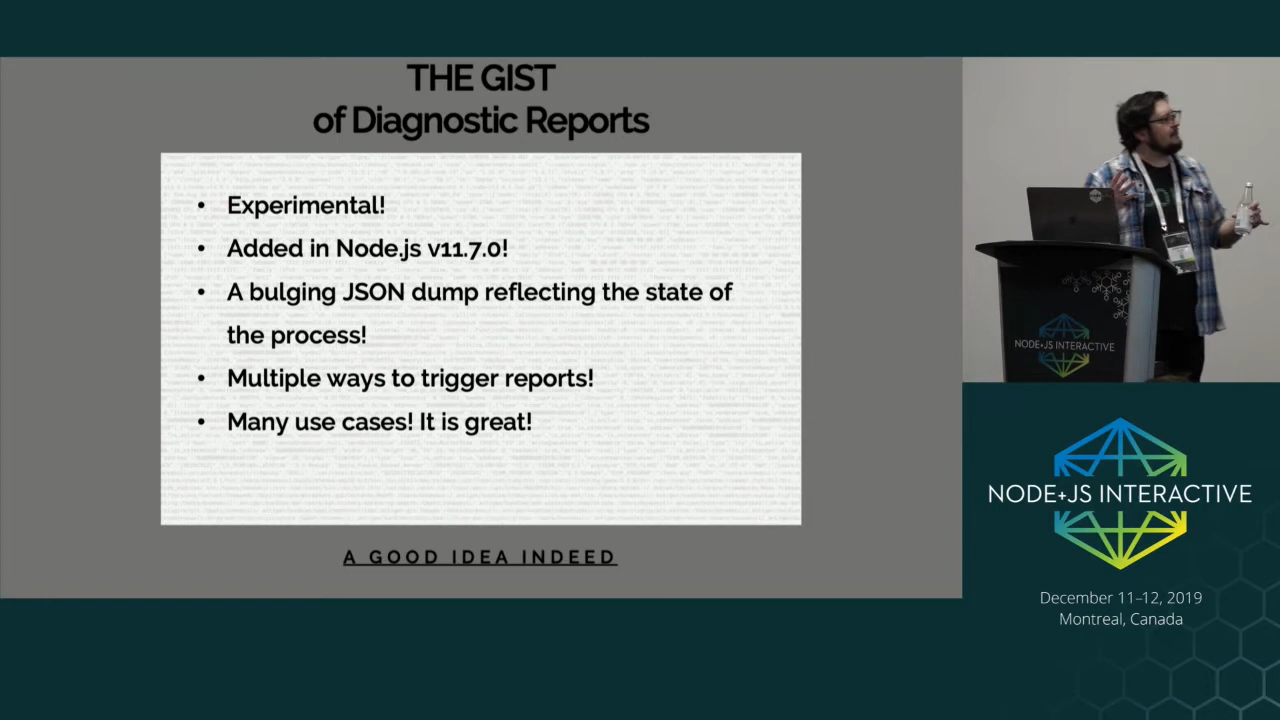 THE GIST
of Diagnostic Reports
• Experimental!
• Added in Node.js v11.7.0!
• A bulging JSON dump reflecting the state of
the process!
• Multiple ways to trigger reports!
• Many use cases! It is great!
A GOOD IDEA INDEED
NODE+JS INTERACTIVE
NODE+JS INTERACTIVE
December 11–12, 2019
Montreal, Canada